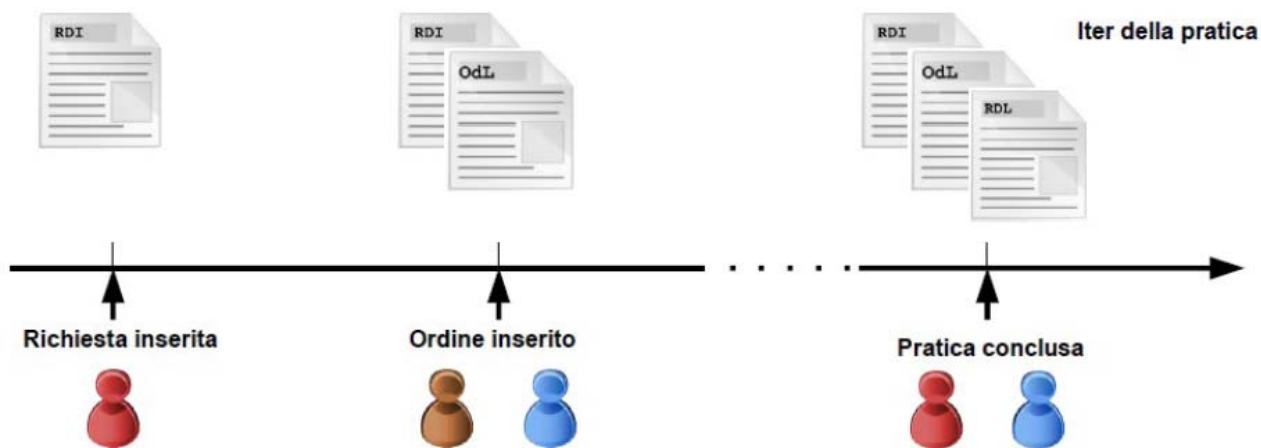 RDI
RDI
OdL
RDI
OdL
RDL
Iter della pratica
Richiesta inserita
Ordine inserito
Pratica conclusa